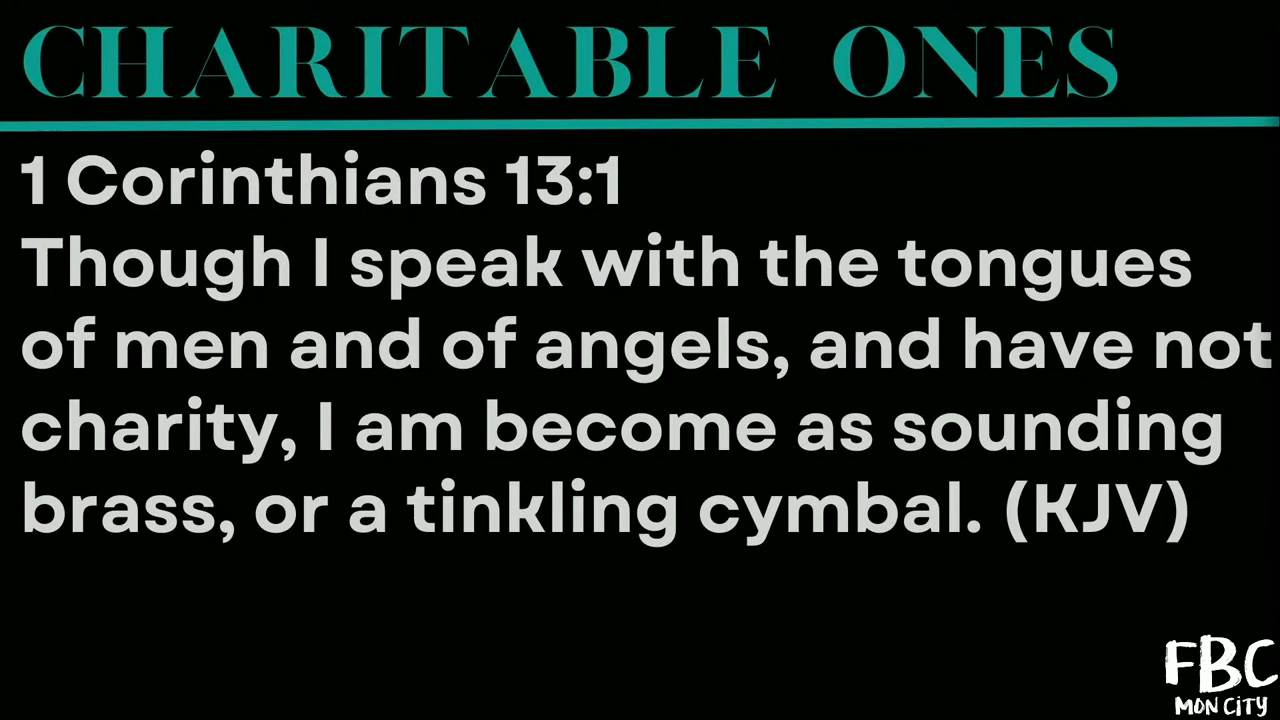 CHARITABLE ONES
1 Corinthians 13:1
Though I speak with the tongues
of men and of angels, and have not
charity, I am become as sounding
brass, or a tinkling cymbal. (KJV)
FBC
MON CiTY